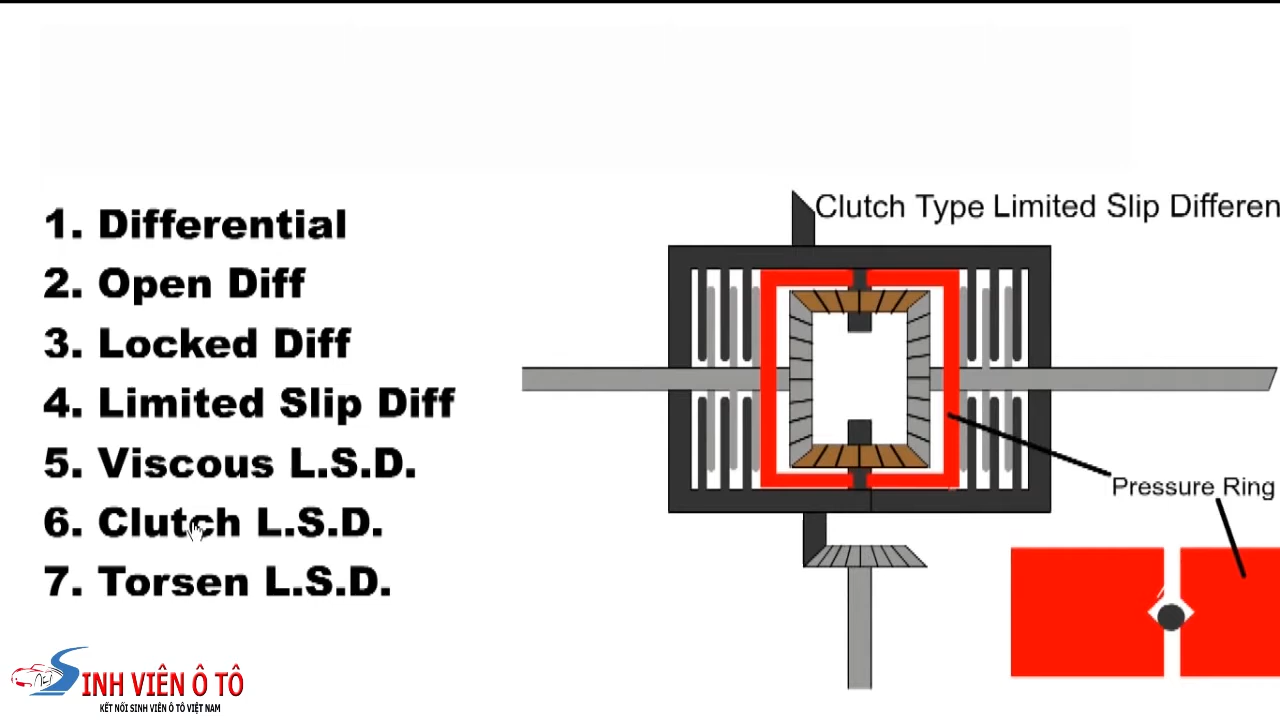 1. Differential
2. Open Diff
3. Locked Diff
4. Limited Slip Diff
5. Viscous L.S.D.
6. Clutch L.S.D.
7. Torsen L.S.D.
Clutch Type Limited Slip Differen
Pressure Ring
SINH VIÊN Ô TÔ
KẾT NỐI SINH VIÊN Ô TÔ VIỆT NAM